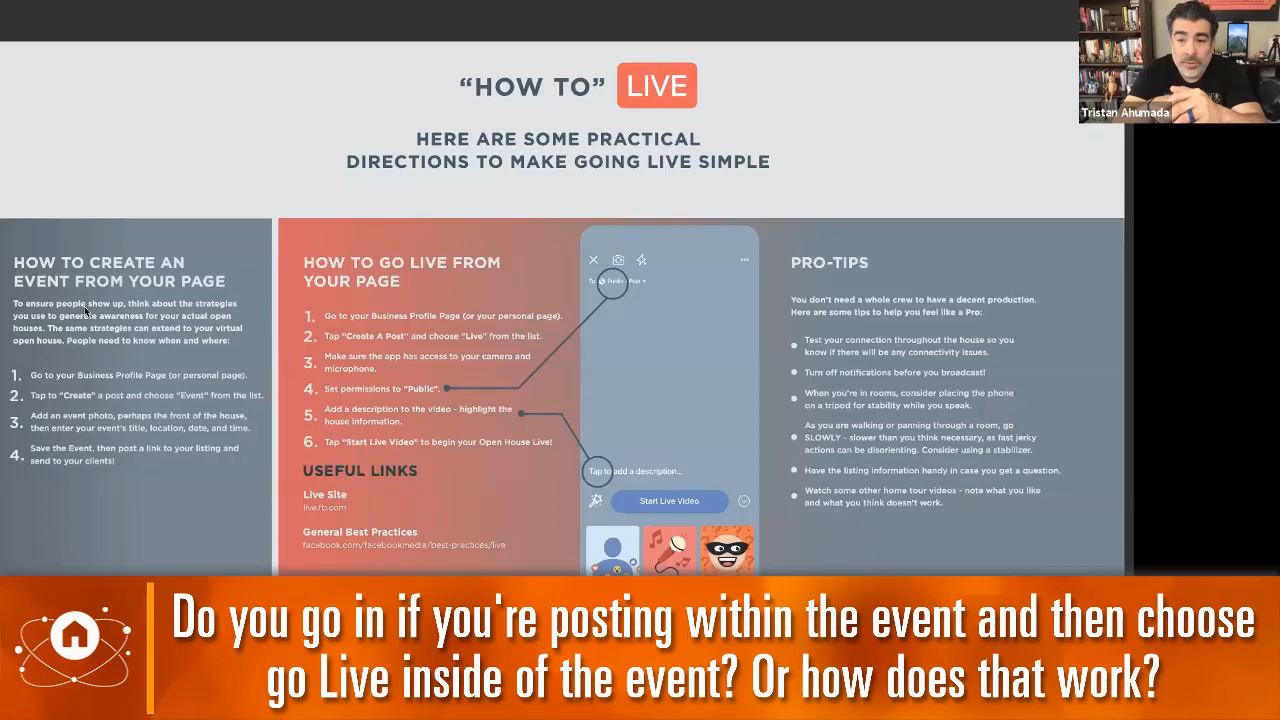 "HOW TO" LIVE
HERE ARE SOME PRACTICAL
DIRECTIONS TO MAKE GOING LIVE SIMPLE
Tristan Ahumada
HOW TO CREATE AN
EVENT FROM YOUR PAGE
To ensure people show up, think about the strategies
you use to generate awareness for your actual open
houses. The same strategies can extend to your virtual
open house. People need to know when and where:
1. Go to your Business Profile Page (or personal page).
2. Tap to "Create" a post and choose "Event" from the list.
3. Add an event photo, perhaps the front of the house,
then enter your event's title, location, date, and time.
4. Save the Event, then post a link to your listing and
send to your clients!
HOW TO GO LIVE FROM
YOUR PAGE
1. Go to your Business Profile Page (or your personal page).
2. Tap "Create A Post" and choose "Live" from the list.
3. Make sure the app has access to your camera and
microphone.
4. Set permissions to "Public".
5. Add a description to the video - highlight the
house information.
6. Tap "Start Live Video" to begin your Open House Live!
USEFUL LINKS
Live Site
live.fb.com
General Best Practices
facebook.com/facebookmedia/best-practices/live
To: Public
Tap to add a description...
Start Live Video
PRO-TIPS
You don't need a whole crew to have a decent production.
Here are some tips to help you feel like a Pro:
Test your connection throughout the house so you
know if there will be any connectivity issues.
Turn off notifications before you broadcast!
When you're in rooms, consider placing the phone
on a tripod for stability while you speak.
As you are walking or panning through a room, go
SLOWLY - slower than you think necessary, as fast jerky
actions can be disorienting. Consider using a stabilizer.
Have the listing information handy in case you get a question.
Watch some other home tour videos - note what you like
and what you think doesn't work.
Do you go in if you're posting within the event and then choose
go Live inside of the event? Or how does that work?